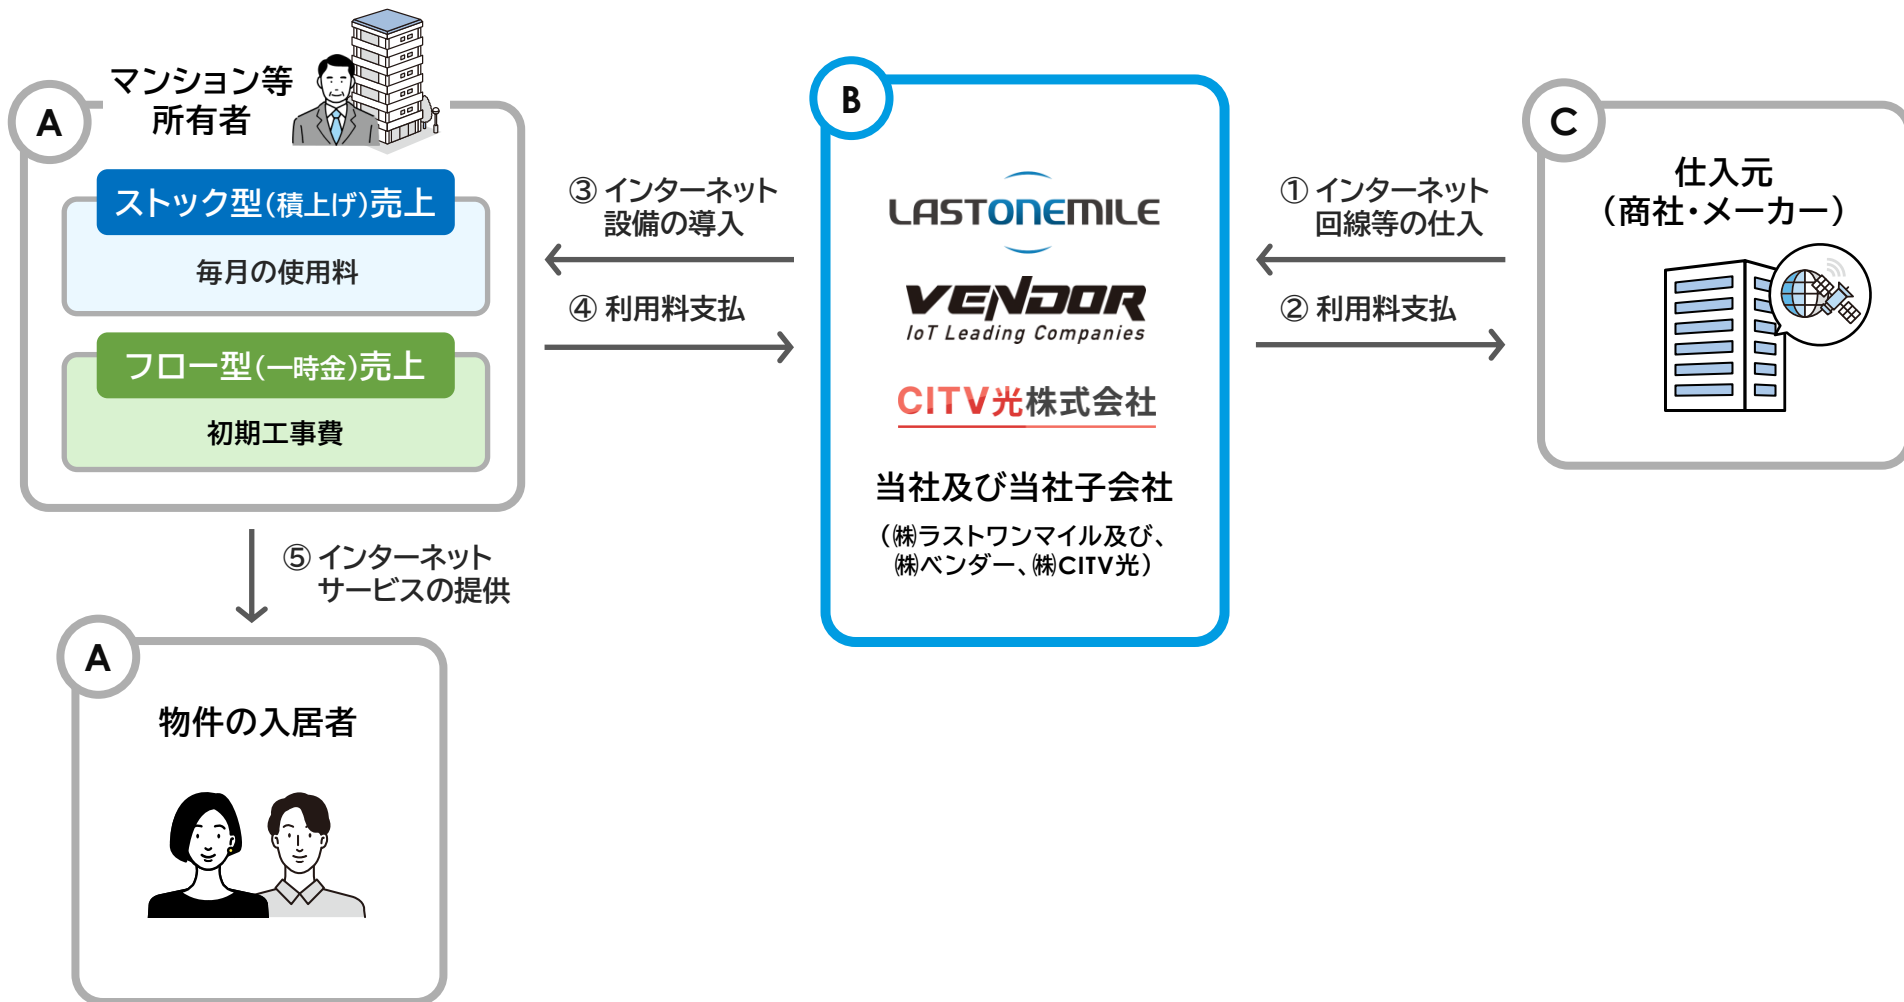 A
マンション等
所有者
ストック型(積上げ)売上
毎月の使用料
フロー型(一時金)売上
初期工事費
③ インターネット
設備の導入
④ 利用料支払
B
LASTONEMILE
VENDOR
IoT Leading Companies
CITV光株式会社
当社及び当社子会社
(㈱ラストワンマイル及び、
㈱ベンダー、㈱CITV光)
① インターネット
回線等の仕入
② 利用料支払
C
仕入元
(商社・メーカー)
⑤ インターネット
サービスの提供
A
物件の入居者